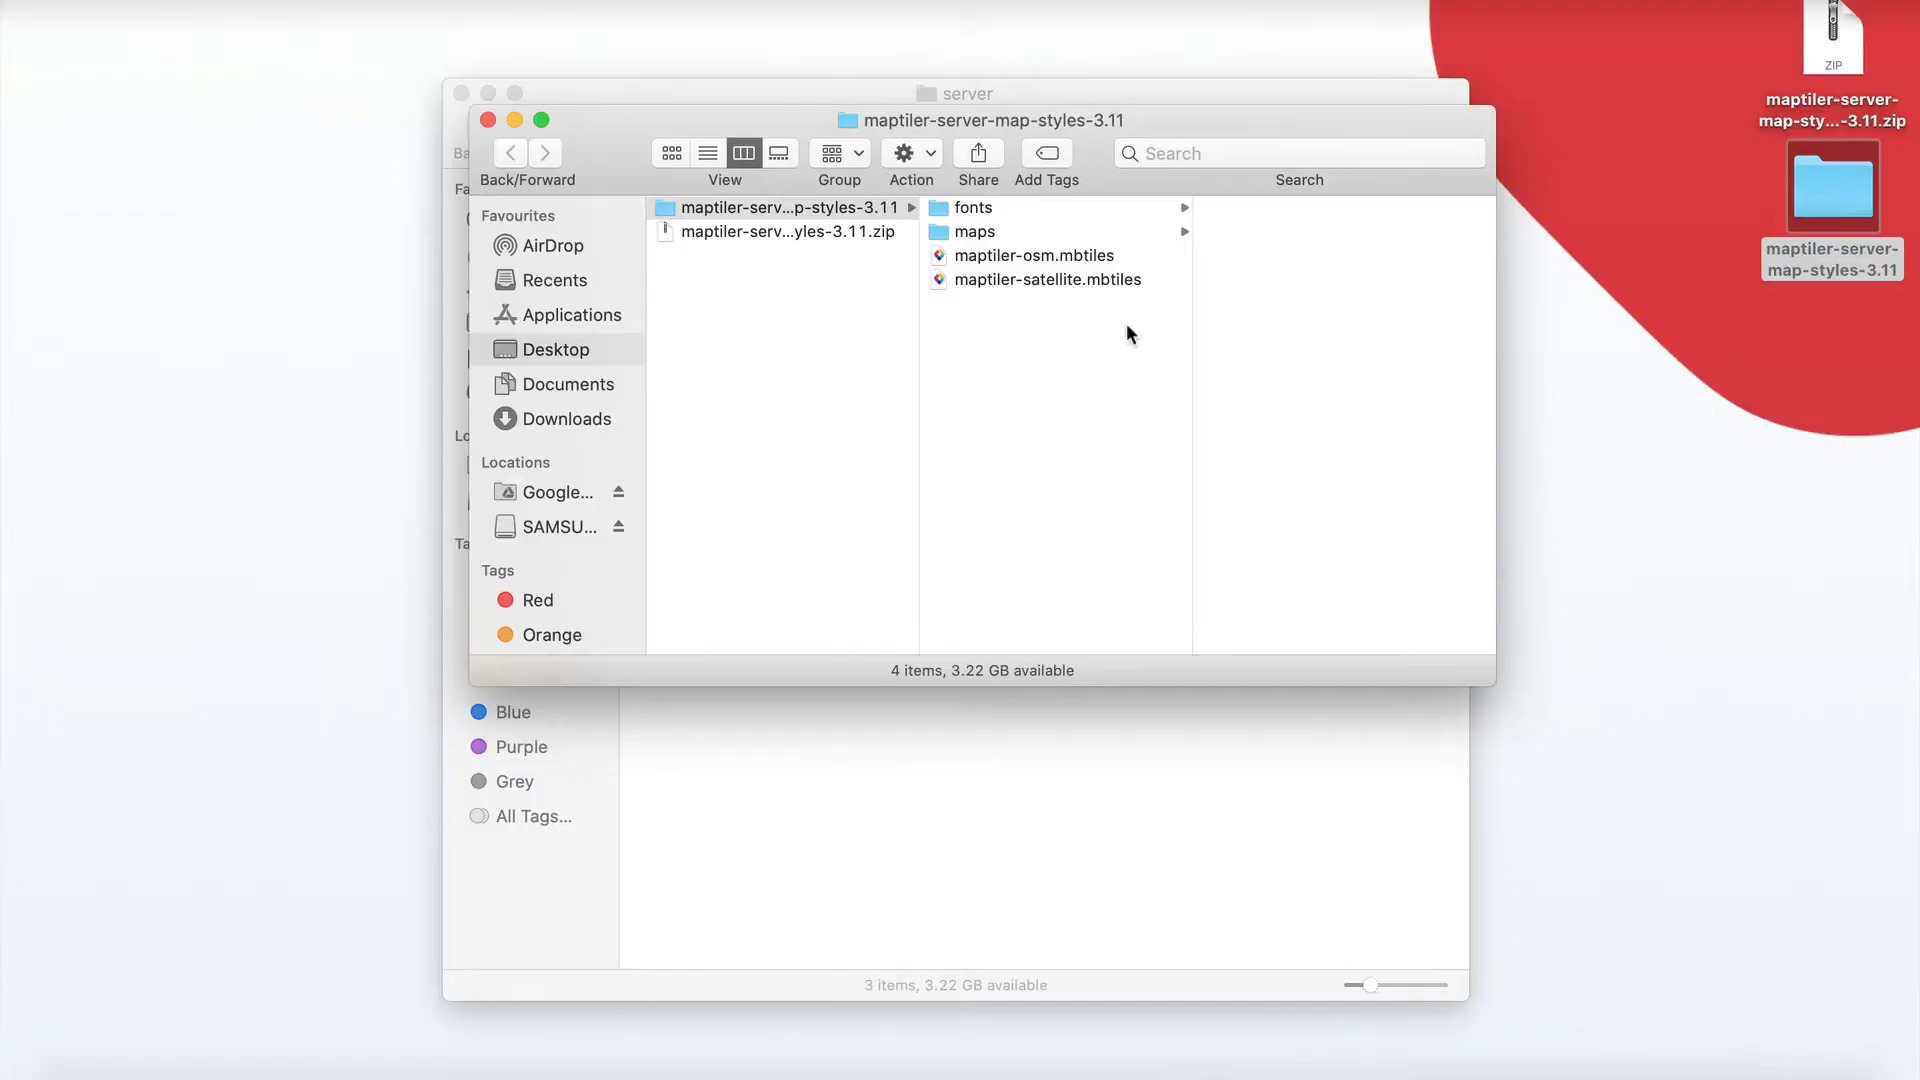 ZIP
maptiler-server-
map-sty...-3.11.zip
maptiler-server-
map-styles-3.11
server
maptiler-server-map-styles-3.11
Ba
Search
Back/Forward
View
Group
Action
Share
Add Tags
Search
Fa
Favourites
AirDrop
Recents
Applications
Desktop
Documents
Downloads
Lo
Locations
Google...
SAMSU...
Ta
Tags
Red
Orange
maptiler-serv...p-styles-3.11
maptiler-serv...yles-3.11.zip
fonts
maps
maptiler-osm.mbtiles
maptiler-satellite.mbtiles
4 items, 3.22 GB available
Blue
Purple
Grey
All Tags...
3 items, 3.22 GB available